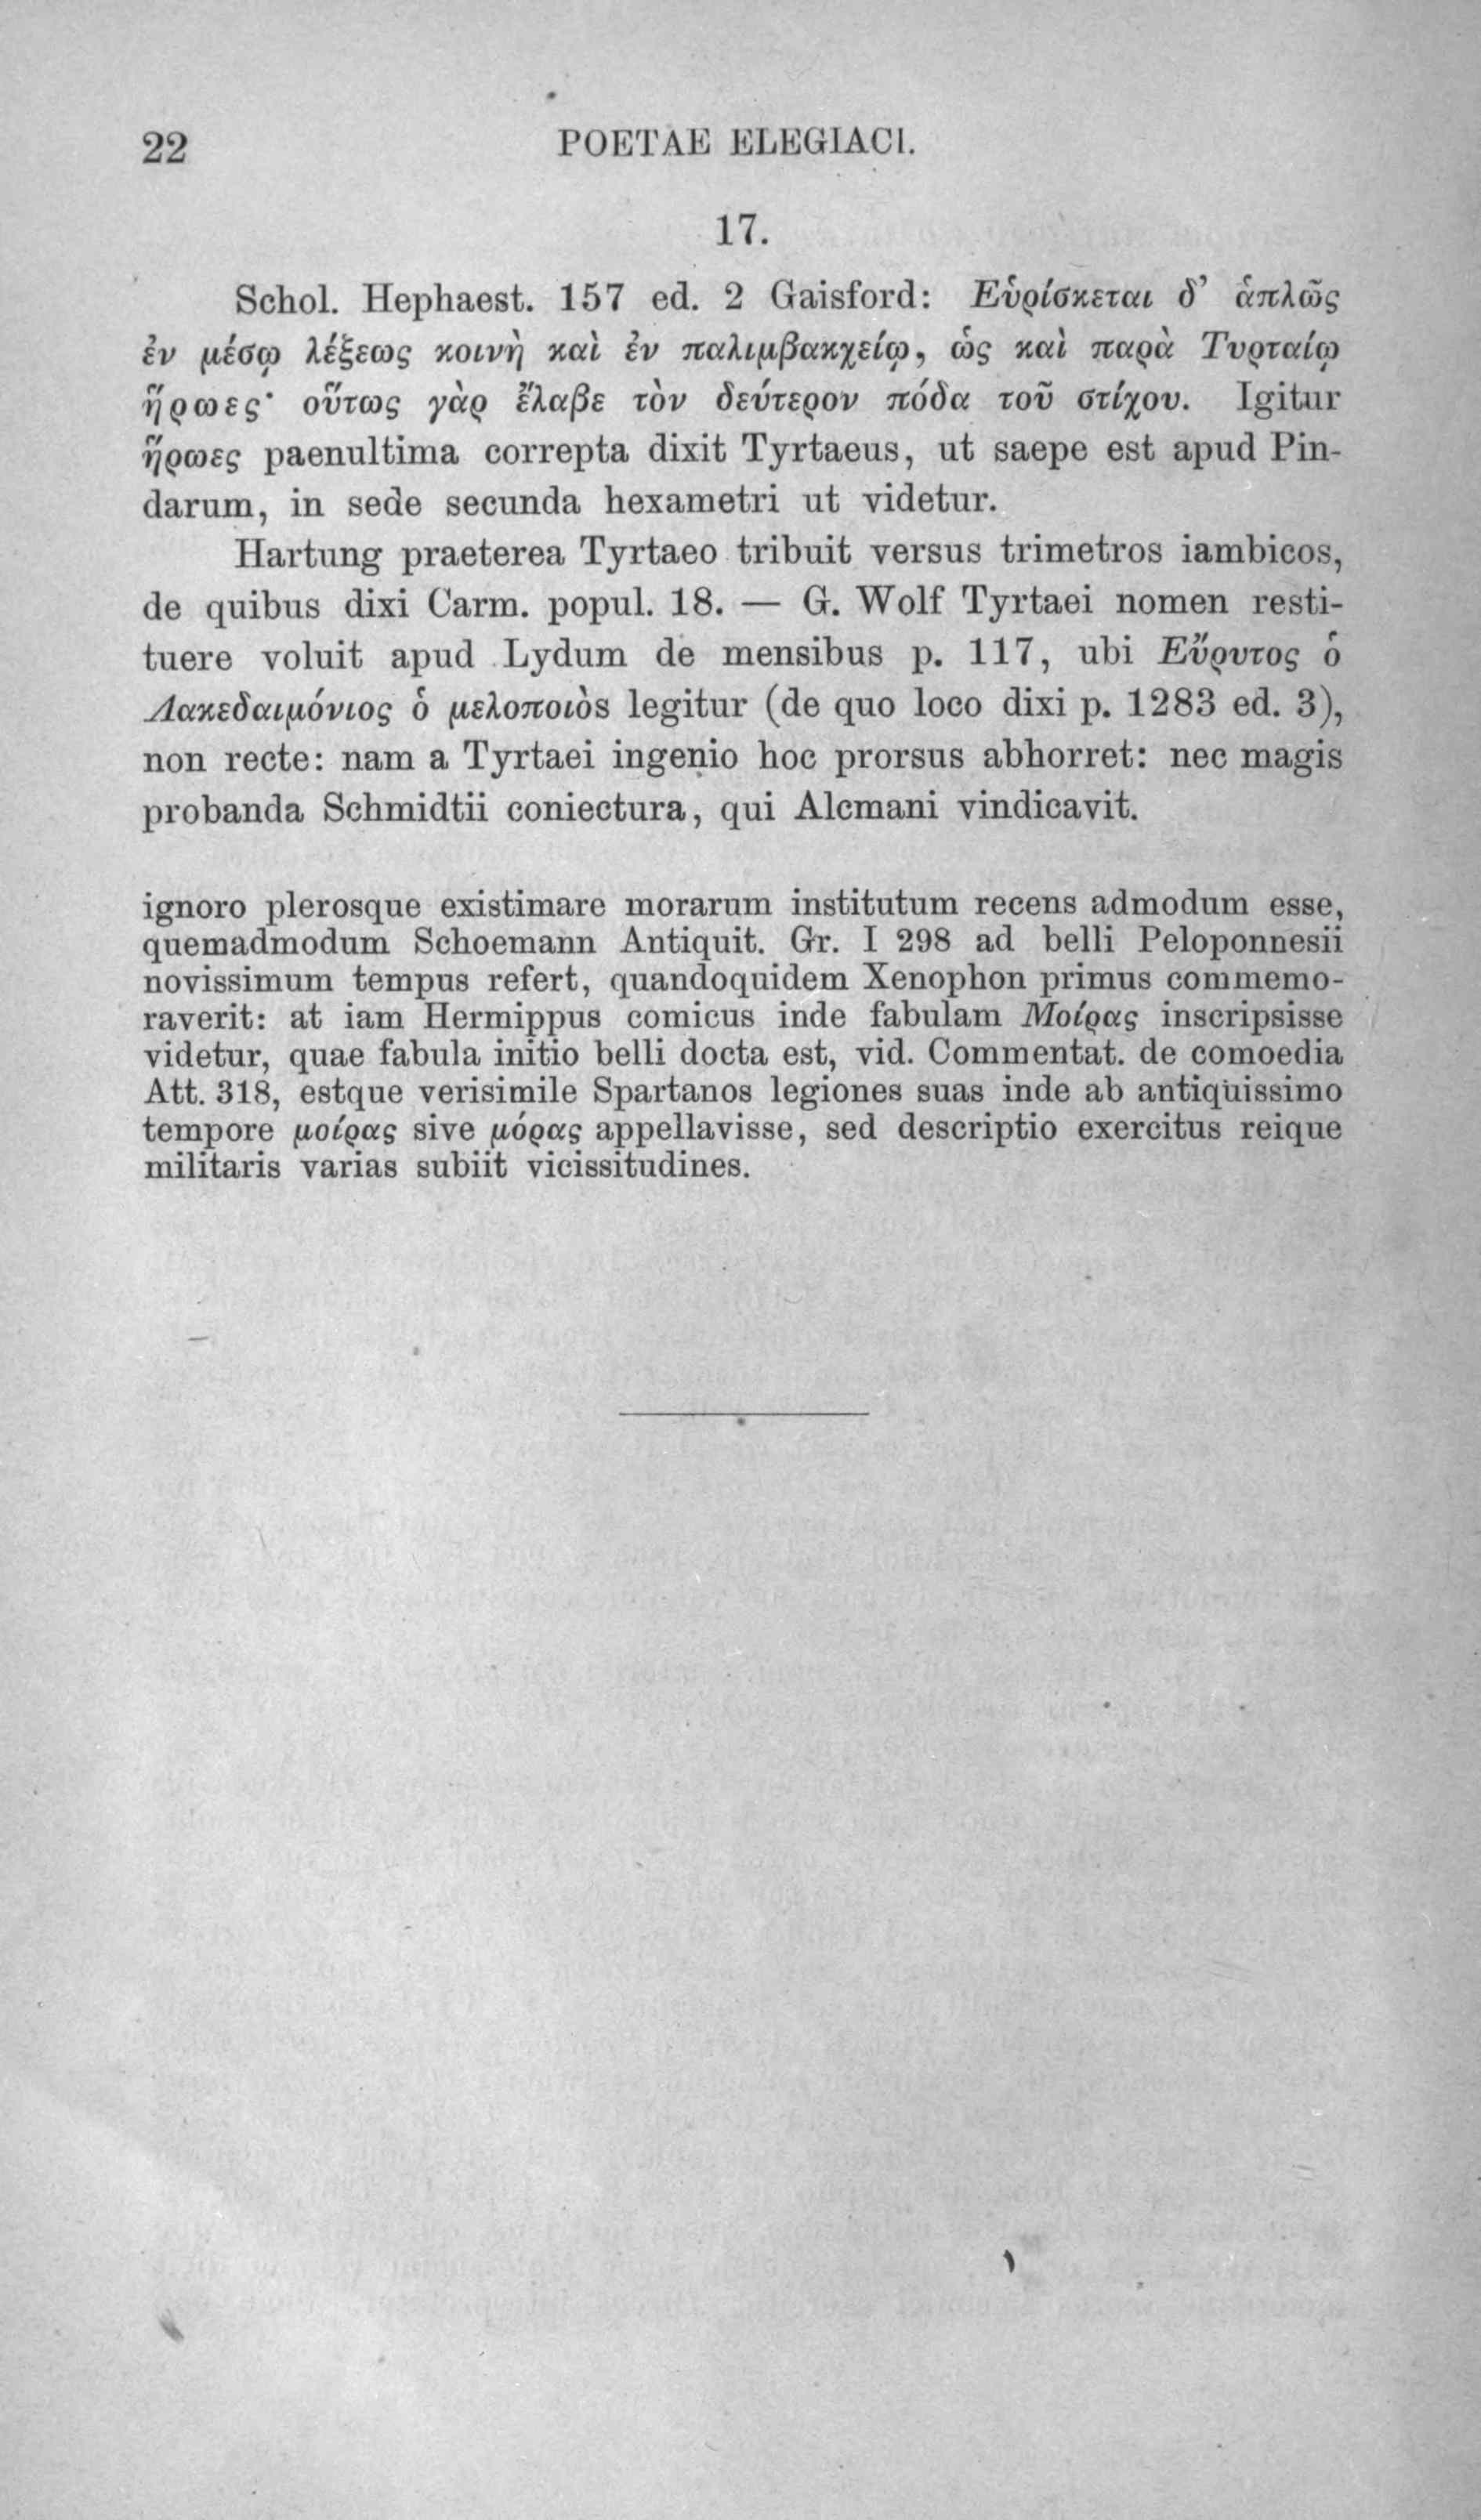 22
POETAE ELEGIACI.
17.
Schol. Hephaest. 157 ed. 2 Gaisford: Εὑρίσκεται δ’ ἁπλῶς
ἐν μέσῳ λέξεως κοινὴ καὶ ἐν παλιμβακχείῳ, ὡς καὶ παρὰ Τυρταίῳ
ἥρωες· οὕτως γὰρ ἔλαβε τὸν δεύτερον πόδα τοῦ στίχου. Igitur
ἥρωες paenultima correpta dixit Tyrtaeus, ut saepe est apud Pin-
darum, in sede secunda hexametri ut videtur.
Hartung praeterea Tyrtaeo tribuit versus trimetros iambicos,
de quibus dixi Carm. popul. 18. — G. Wolf Tyrtaei nomen resti-
tuere voluit apud Lydum de mensibus p. 117, ubi Εὔρυτος ὁ
Λακεδαιμόνιος ὁ μελοποιὸς legitur (de quo loco dixi p. 1283 ed. 3),
non recte: nam a Tyrtaei ingenio hoc prorsus abhorret: nec magis
probanda Schmidtii coniectura, qui Alcmani vindicavit.
ignoro plerosque existimare morarum institutum recens admodum esse,
quemadmodum Schoemann Antiquit. Gr. I 298 ad belli Peloponnesii
novissimum tempus refert, quandoquidem Xenophon primus commemo-
raverit: at iam Hermippus comicus inde fabulam Μοίρας inscripsisse
videtur, quae fabula initio belli docta est, vid. Commentat. de comoedia
Att. 318, estque verisimile Spartanos legiones suas inde ab antiquissimo
tempore μοίρας sive μόρας appellavisse, sed descriptio exercitus reique
militaris varias subiit vicissitudines.